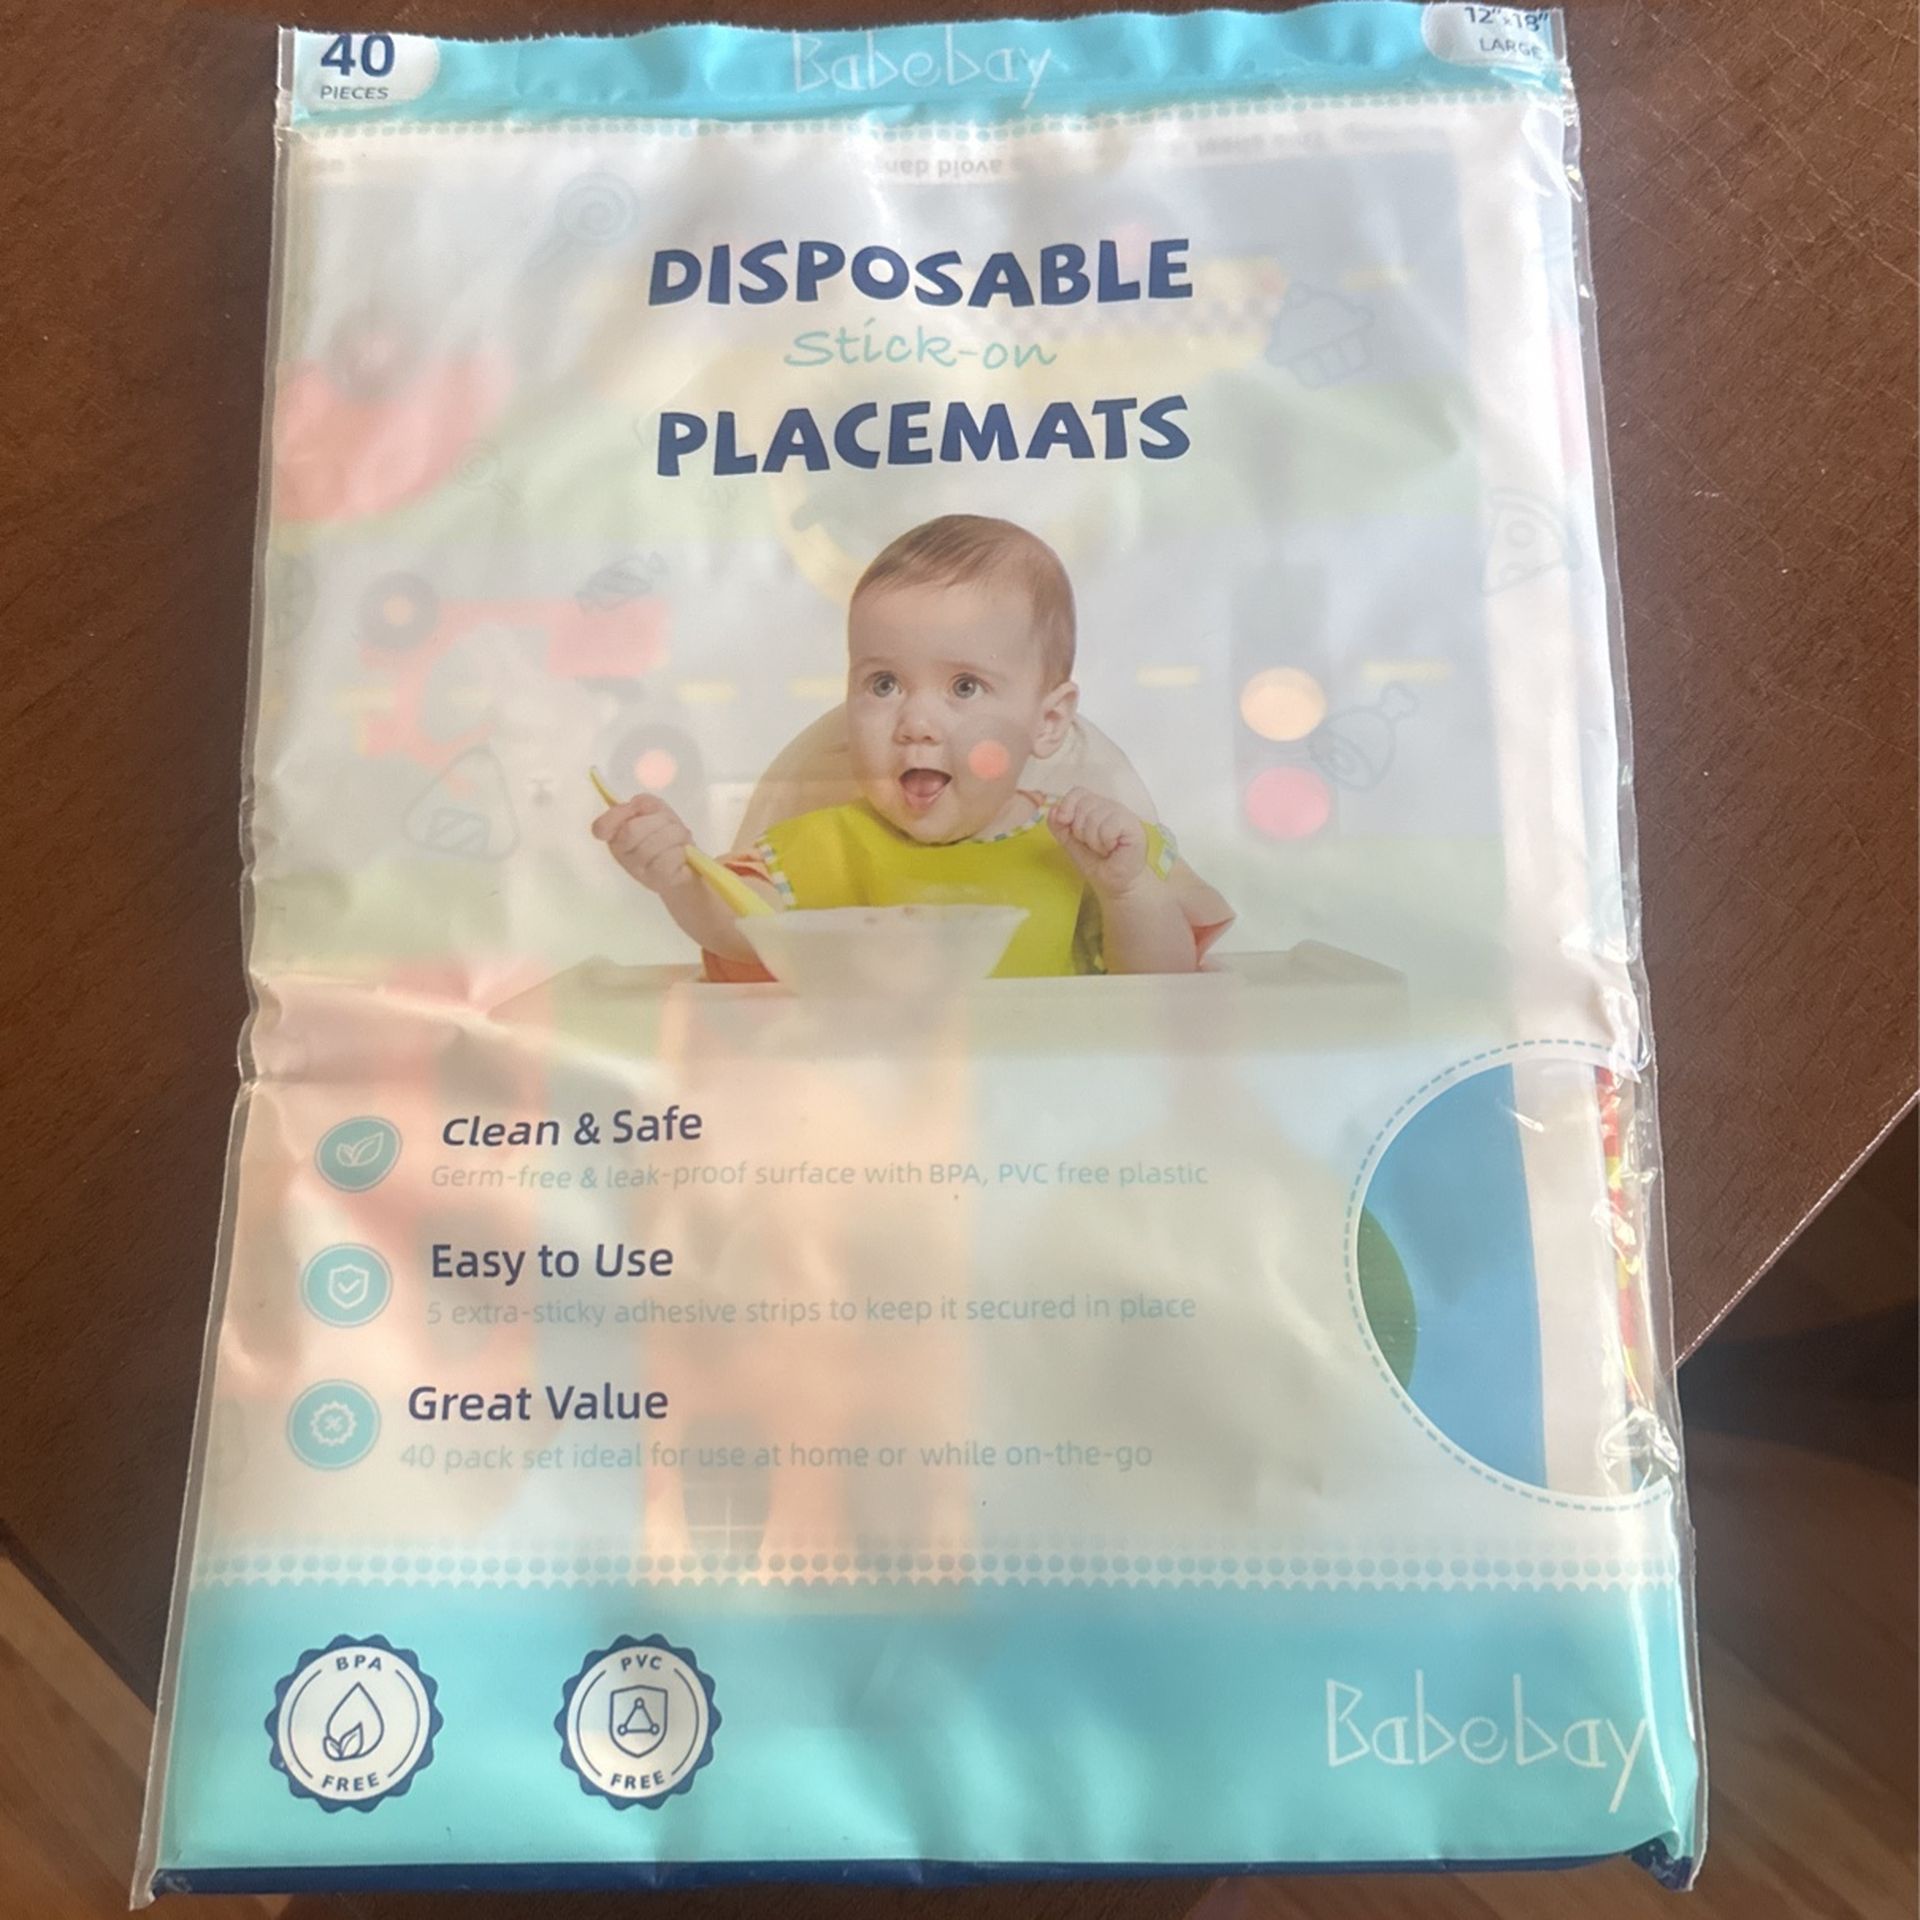 40
PIECES
Babebay
12"x18"
LARGE
avoid dan
DISPOSABLE
Stick-on
PLACEMATS
Clean & Safe
Germ-free & leak-proof surface with BPA, PVC free plastic
Easy to Use
5 extra-sticky adhesive strips to keep it secured in place
Great Value
40 pack set ideal for use at home or while on-the-go
BPA
FREE
PVC
FREE
Babebay